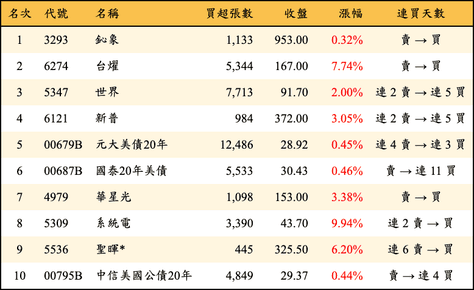 名次 代號 名稱 買超張數 收盤 漲幅 連買天數
1 3293 鈊象 1,133 953.00 0.32% 賣→買
2 6274 台燿 5,344 167.00 7.74% 賣→買
3 5347 世界 7,713 91.70 2.00% 連2賣→連5買
4 6121 新普 984 372.00 3.05% 連2賣→連5買
5 00679B 元大美債20年 12,486 28.92 0.45% 連4賣→連3買
6 00687B 國泰20年美債 5,533 30.43 0.46% 賣→連11買
7 4979 華星光 1,098 153.00 3.38% 賣→買
8 5309 系統電 3,390 43.70 9.94% 連2賣→買
9 5536 聖暉* 445 325.50 6.20% 連6賣→買
10 00795B 中信美國公債20年 4,849 29.37 0.44% 賣→連4買